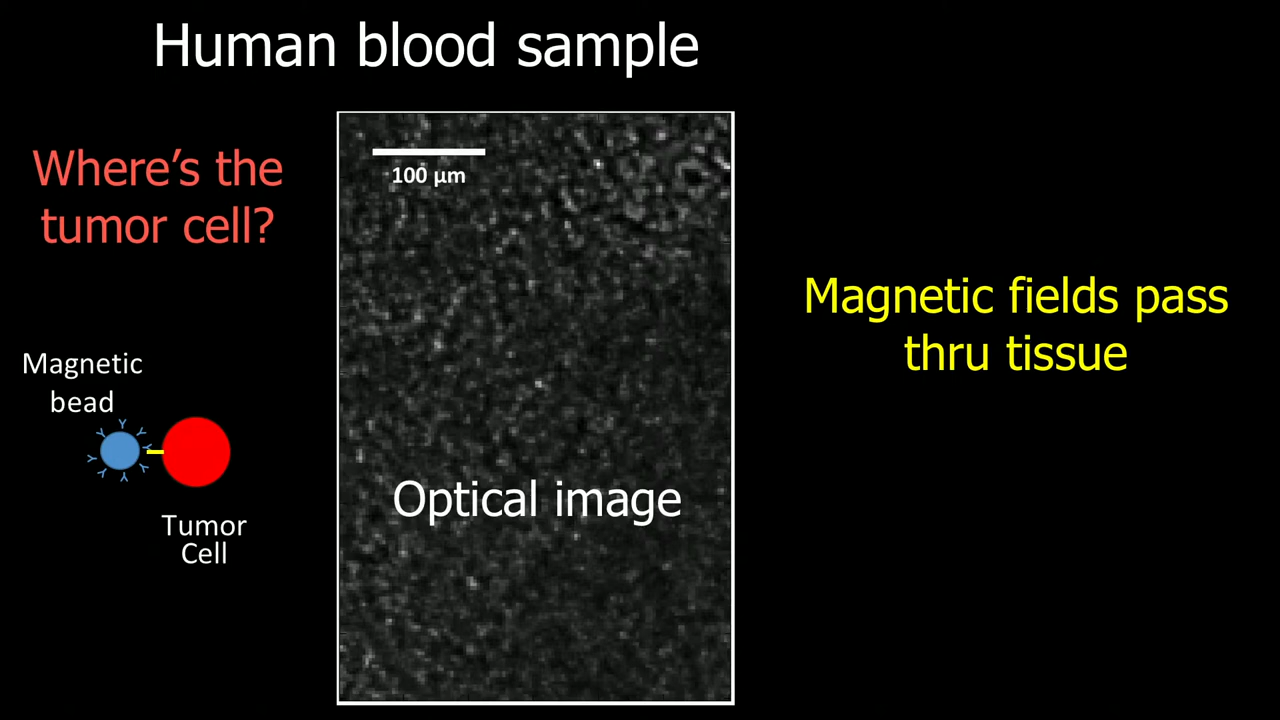 Human blood sample
Where's the
tumor cell?
100 μm
Magnetic
bead
Tumor
Cell
Optical image
Magnetic fields pass
thru tissue